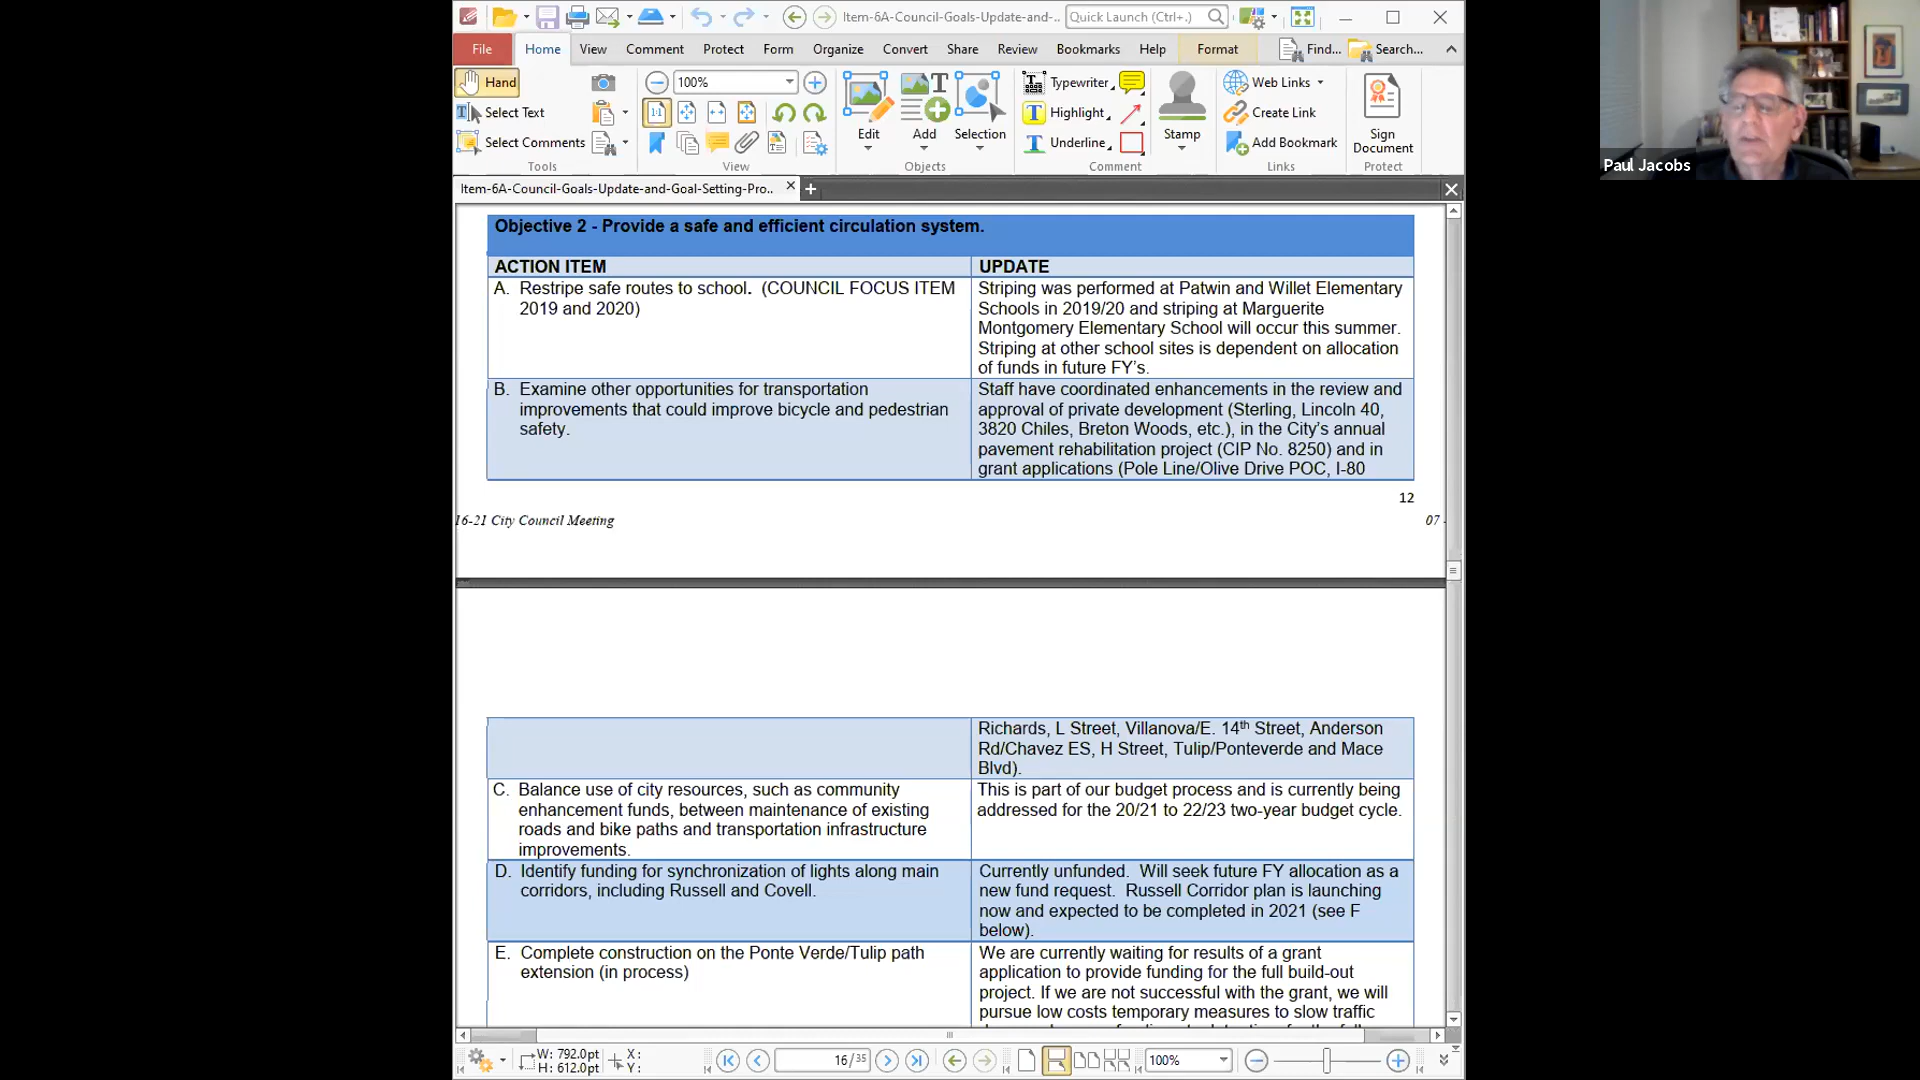 Item-6A-Council-Goals-Update-and-...
Quick Launch (Ctrl+.)
File
Home
View
Comment
Protect
Form
Organize
Convert
Share
Review
Bookmarks
Help
Format
Find...
Search...
Hand
Select Text
Select Comments
Tools
100%
View
Edit
Add
Selection
Objects
Typewriter
Highlight
Underline
Comment
Stamp
Web Links
Create Link
Add Bookmark
Links
Sign
Document
Protect
Item-6A-Council-Goals-Update-and-Goal-Setting-Pro..
Objective 2 - Provide a safe and efficient circulation system.
ACTION ITEM
UPDATE
A. Restripe safe routes to school. (COUNCIL FOCUS ITEM
2019 and 2020)
Striping was performed at Patwin and Willet Elementary
Schools in 2019/20 and striping at Marguerite
Montgomery Elementary School will occur this summer.
Striping at other school sites is dependent on allocation
of funds in future FY's.
B. Examine other opportunities for transportation
improvements that could improve bicycle and pedestrian
safety.
Staff have coordinated enhancements in the review and
approval of private development (Sterling, Lincoln 40,
3820 Chiles, Breton Woods, etc.), in the City's annual
pavement rehabilitation project (CIP No. 8250) and in
grant applications (Pole Line/Olive Drive POC, I-80
12
16-21 City Council Meeting
07 -
Richards, L Street, Villanova/E. 14th Street, Anderson
Rd/Chavez ES, H Street, Tulip/Ponteverde and Mace
Blvd).
C. Balance use of city resources, such as community
enhancement funds, between maintenance of existing
roads and bike paths and transportation infrastructure
improvements.
This is part of our budget process and is currently being
addressed for the 20/21 to 22/23 two-year budget cycle.
D. Identify funding for synchronization of lights along main
corridors, including Russell and Covell.
Currently unfunded. Will seek future FY allocation as a
new fund request. Russell Corridor plan is launching
now and expected to be completed in 2021 (see F
below).
E. Complete construction on the Ponte Verde/Tulip path
extension (in process)
We are currently waiting for results of a grant
application to provide funding for the full build-out
project. If we are not successful with the grant, we will
pursue low costs temporary measures to slow traffic
W: 792.0pt
H: 612.0pt
X:
Y:
16/35
100%
Paul Jacobs